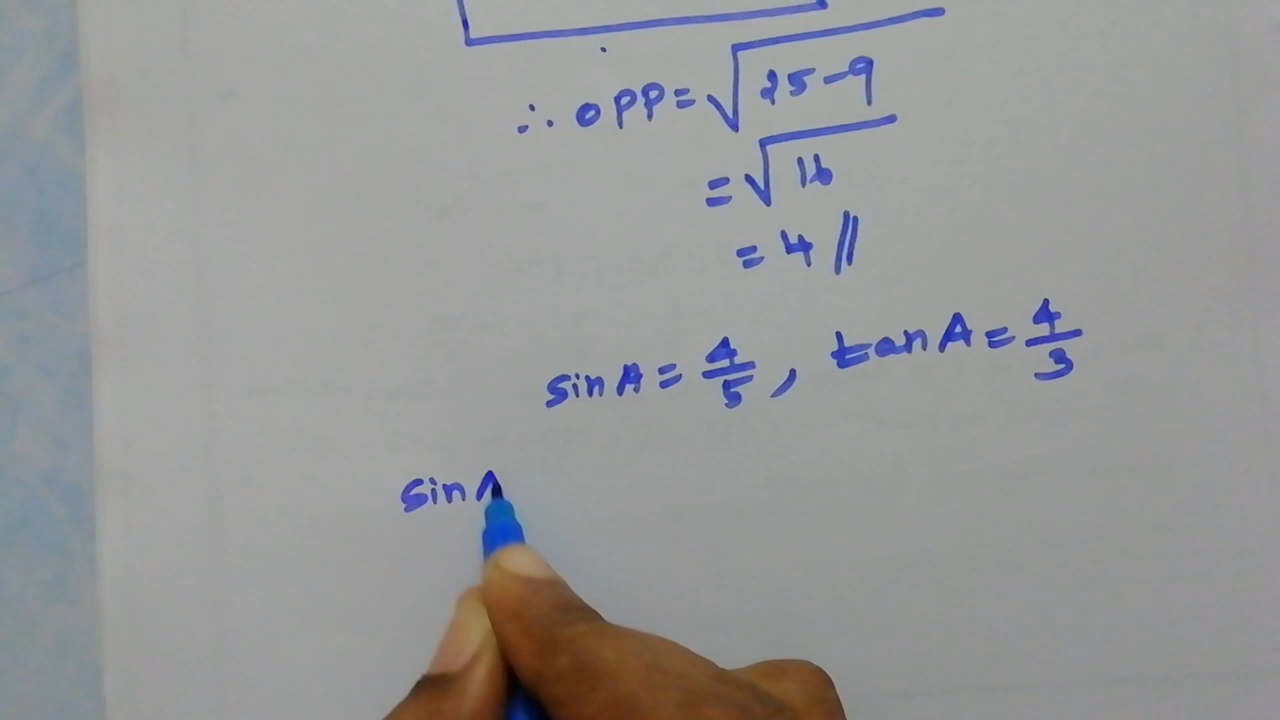 ∴ opp = √25-9
= √16
= 4 //
sin A = 4/5, tan A = 4/3
sin A